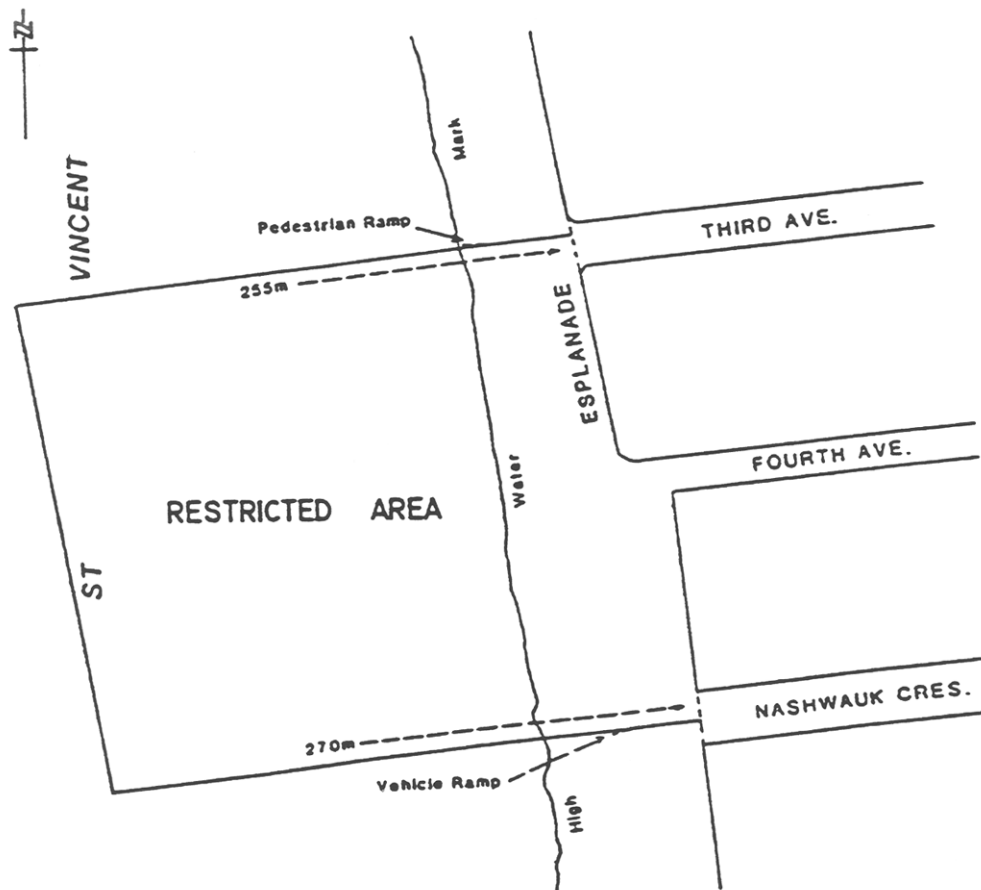 N
VINCENT
ST
Pedestrian Ramp
255m
High Water Mark
THIRD AVE.
ESPLANADE
FOURTH AVE.
RESTRICTED AREA
NASHWAUK CRES.
270m
Vehicle Ramp